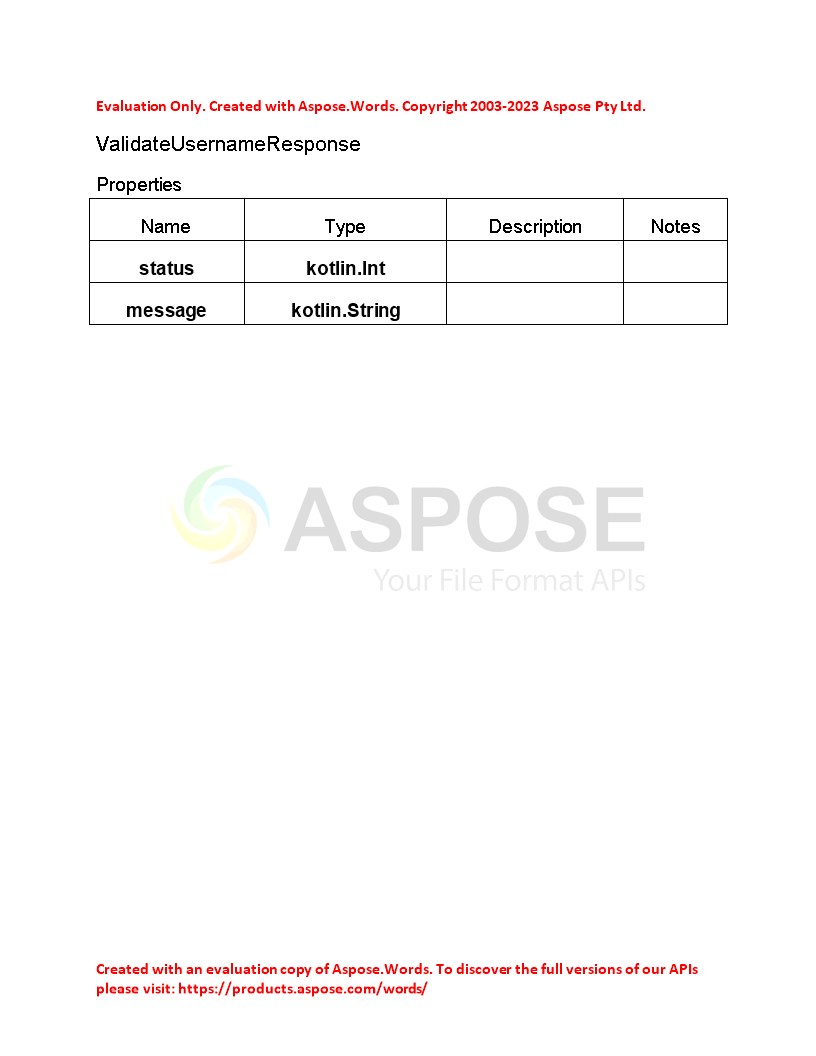 Evaluation Only. Created with Aspose.Words. Copyright 2003-2023 Aspose Pty Ltd.
ValidateUsernameResponse
Properties
Name Type Description Notes
status kotlin.Int
message kotlin.String
ASPOSE
Your File Format APIs
Created with an evaluation copy of Aspose.Words. To discover the full versions of our APIs
please visit: https://products.aspose.com/words/